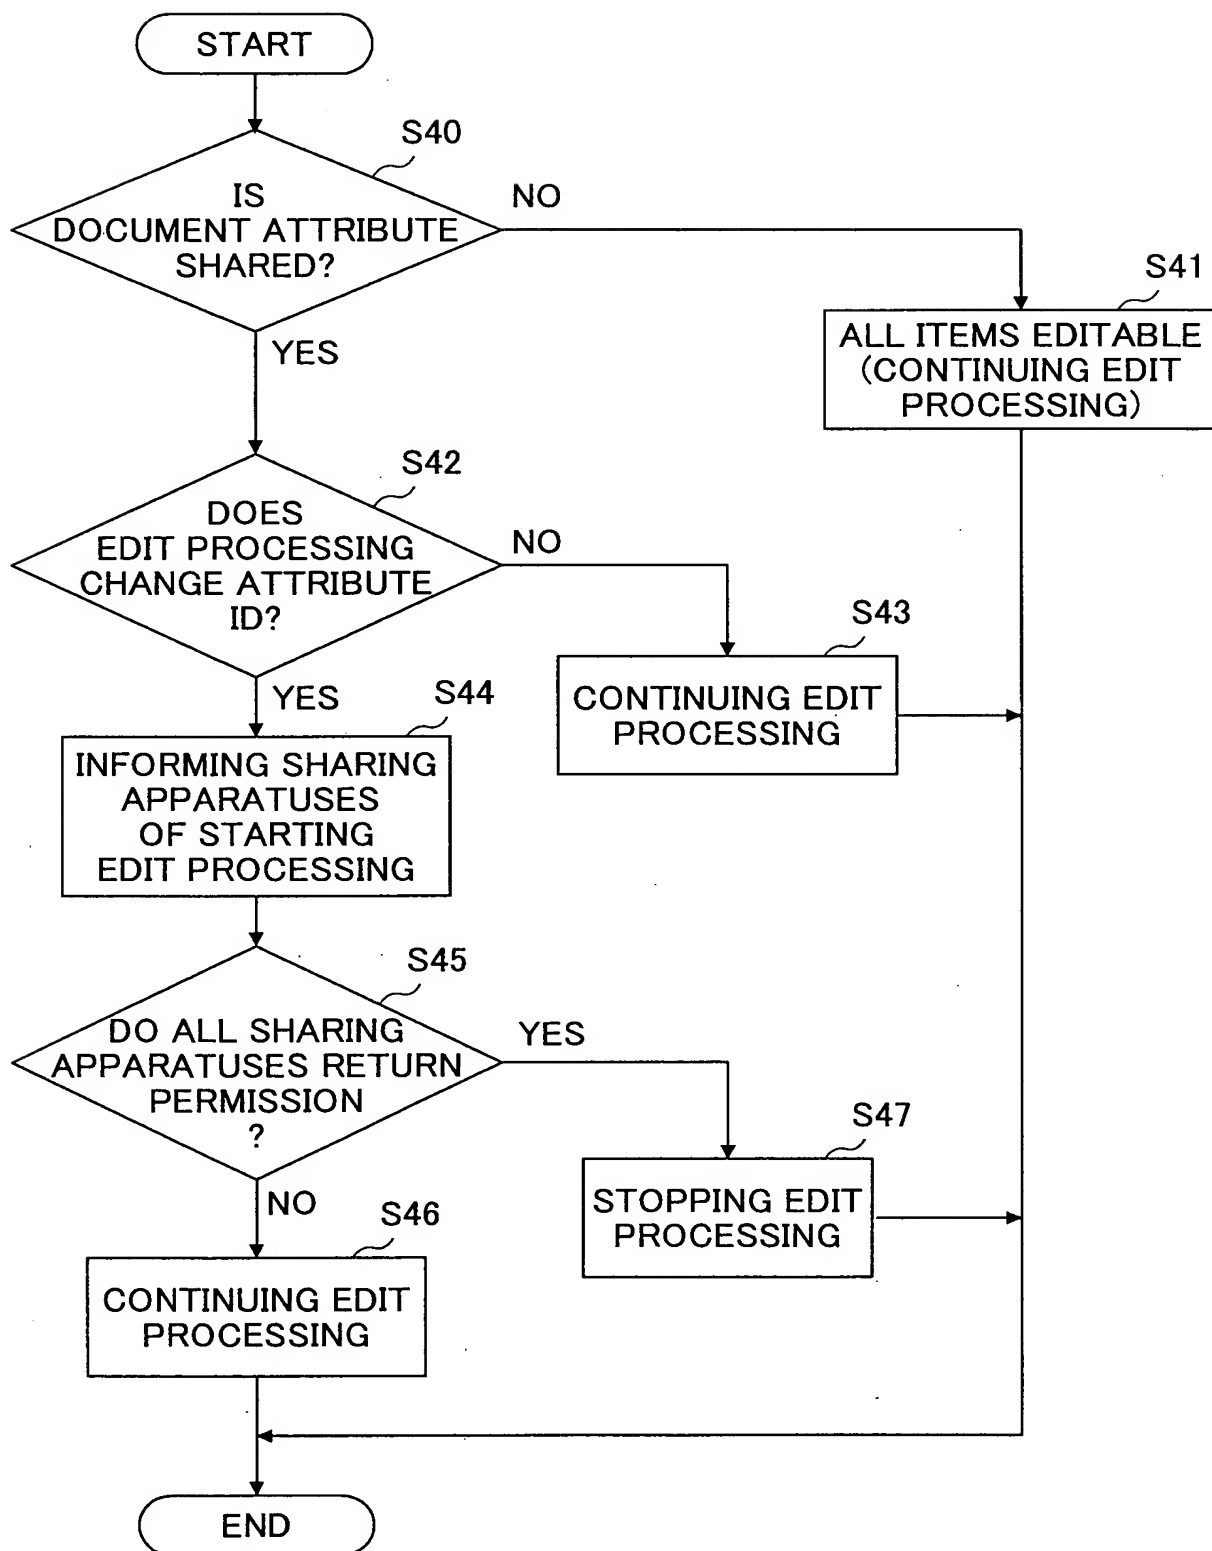 START
S40
IS
DOCUMENT ATTRIBUTE
SHARED?
NO
YES
S41
ALL ITEMS EDITABLE
(CONTINUING EDIT
PROCESSING)
S42
DOES
EDIT PROCESSING
CHANGE ATTRIBUTE
ID?
NO
YES
S43
CONTINUING EDIT
PROCESSING
S44
INFORMING SHARING
APPARATUSES
OF STARTING
EDIT PROCESSING
S45
DO ALL SHARING
APPARATUSES RETURN
PERMISSION
?
YES
NO
S47
STOPPING EDIT
PROCESSING
S46
CONTINUING EDIT
PROCESSING
END